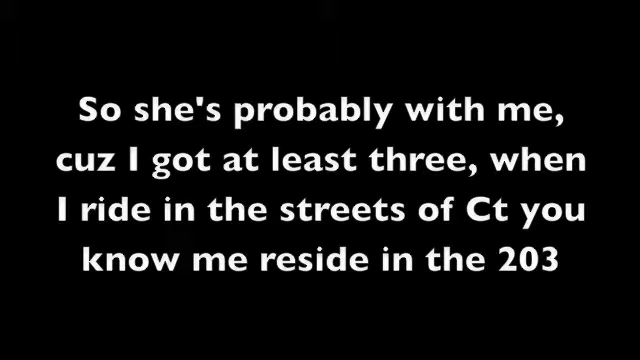 So she's probably with me,
cuz I got at least three, when
I ride in the streets of Ct you
know me reside in the 203